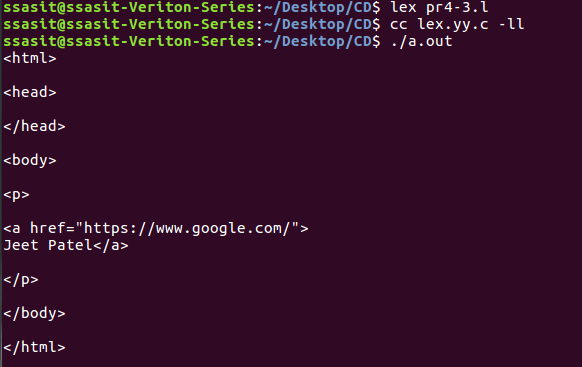 ssasit@ssasit-Veriton-Series:~/Desktop/CD$ lex pr4-3.l
ssasit@ssasit-Veriton-Series:~/Desktop/CD$ cc lex.yy.c -ll
ssasit@ssasit-Veriton-Series:~/Desktop/CD$ ./a.out
<html>
<head>
</head>
<body>
<p>
<a href="https://www.google.com/">
Jeet Patel</a>
</p>
</body>
</html>